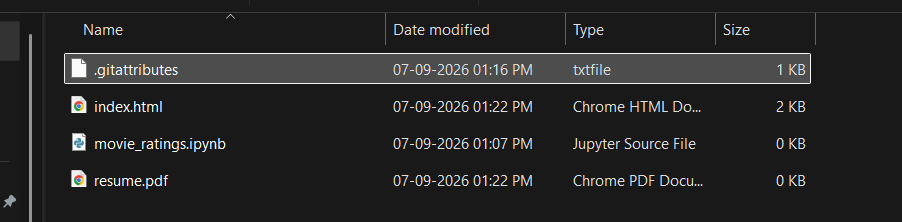 Name Date modified Type Size
.gitattributes 07-09-2026 01:16 PM txtfile 1 KB
index.html 07-09-2026 01:22 PM Chrome HTML Do... 2 KB
movie_ratings.ipynb 07-09-2026 01:07 PM Jupyter Source File 0 KB
resume.pdf 07-09-2026 01:22 PM Chrome PDF Docu... 0 KB